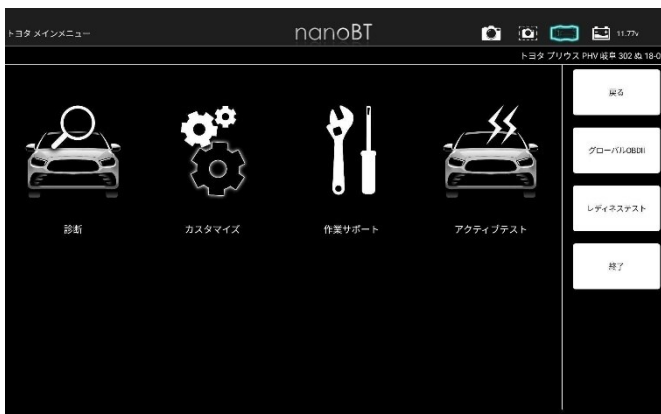 トヨタ メインメニュー
nanoBT
11.77v
トヨタ プリウス PHV 岐阜 302 ぬ 18-0
戻る
グローバルOBDII
レディネステスト
終了
診断
カスタマイズ
作業サポート
アクティブテスト